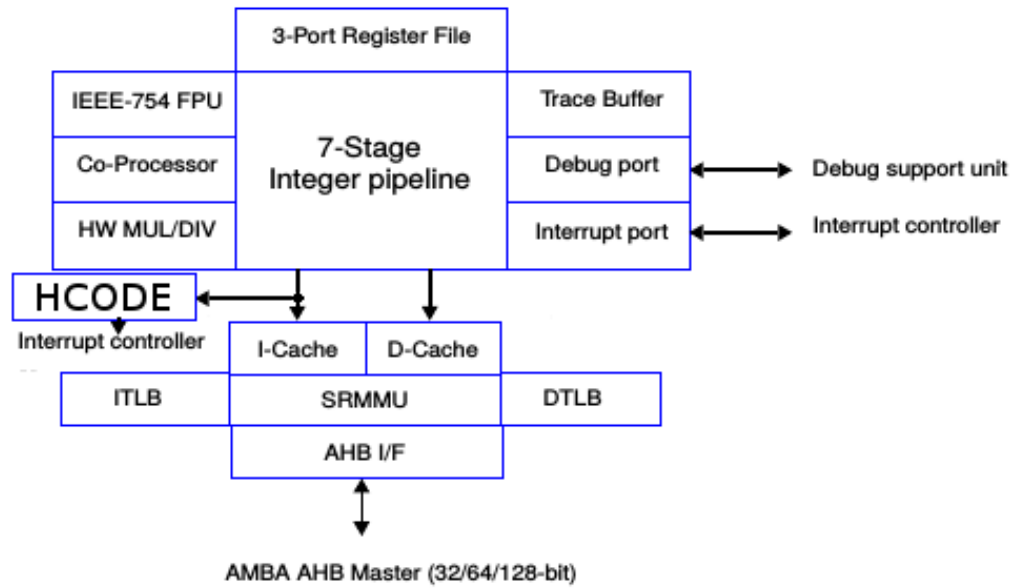 3-Port Register File
IEEE-754 FPU
Trace Buffer
7-Stage
Integer pipeline
Co-Processor
Debug port
Debug support unit
HW MUL/DIV
Interrupt port
Interrupt controller
HCODE
Interrupt controller
I-Cache
D-Cache
ITLB
SRMMU
DTLB
AHB I/F
AMBA AHB Master (32/64/128-bit)